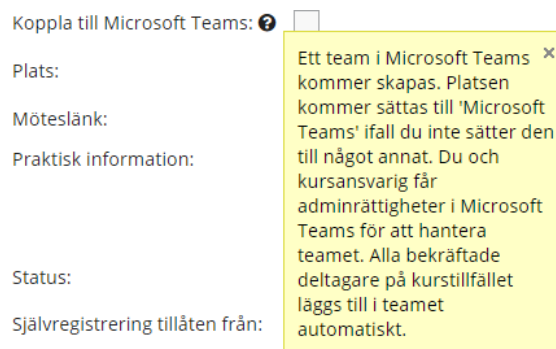 Koppla till Microsoft Teams: ?
Ett team i Microsoft Teams ×
kommer skapas. Platsen
kommer sättas till 'Microsoft
Teams' ifall du inte sätter den
till något annat. Du och
kursansvarig får
adminrättigheter i Microsoft
Teams för att hantera
teamet. Alla bekräftade
deltagare på kurstillfället
läggs till i teamet
automatiskt.
Plats:
Möteslänk:
Praktisk information:
Status:
Självregistrering tillåten från: